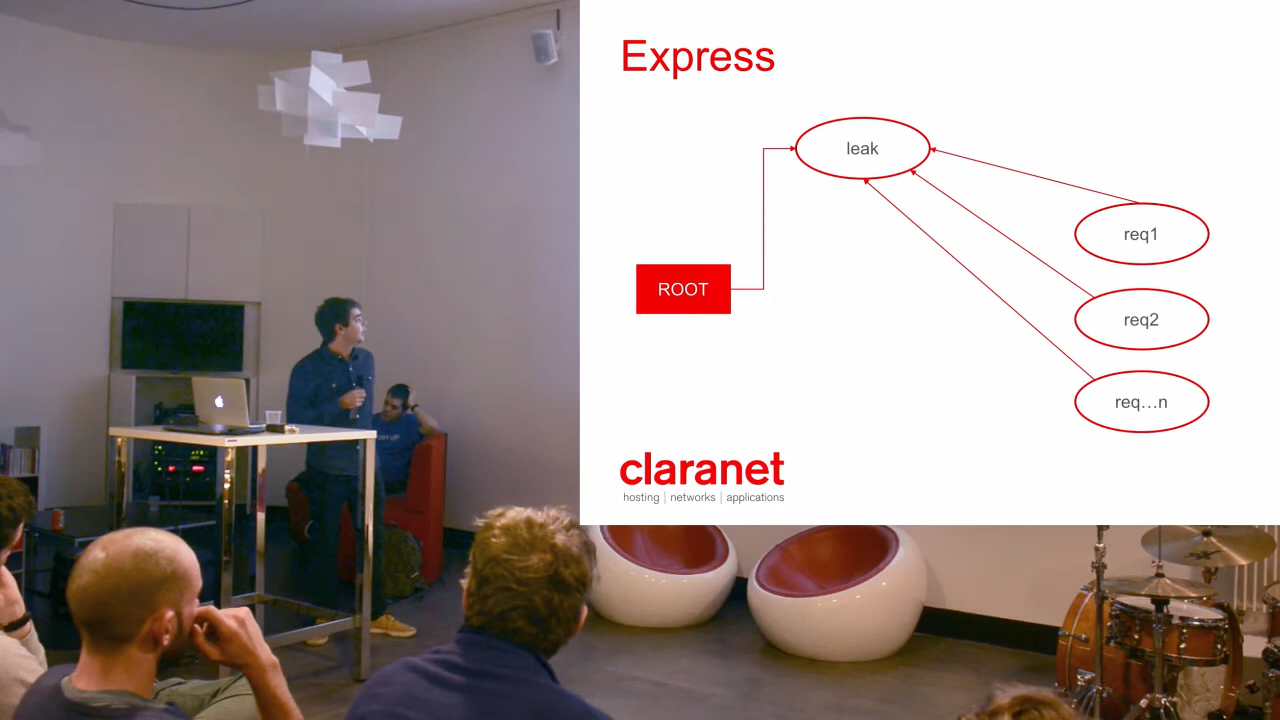 Express
leak
req1
ROOT
req2
req…n
claranet
hosting | networks | applications